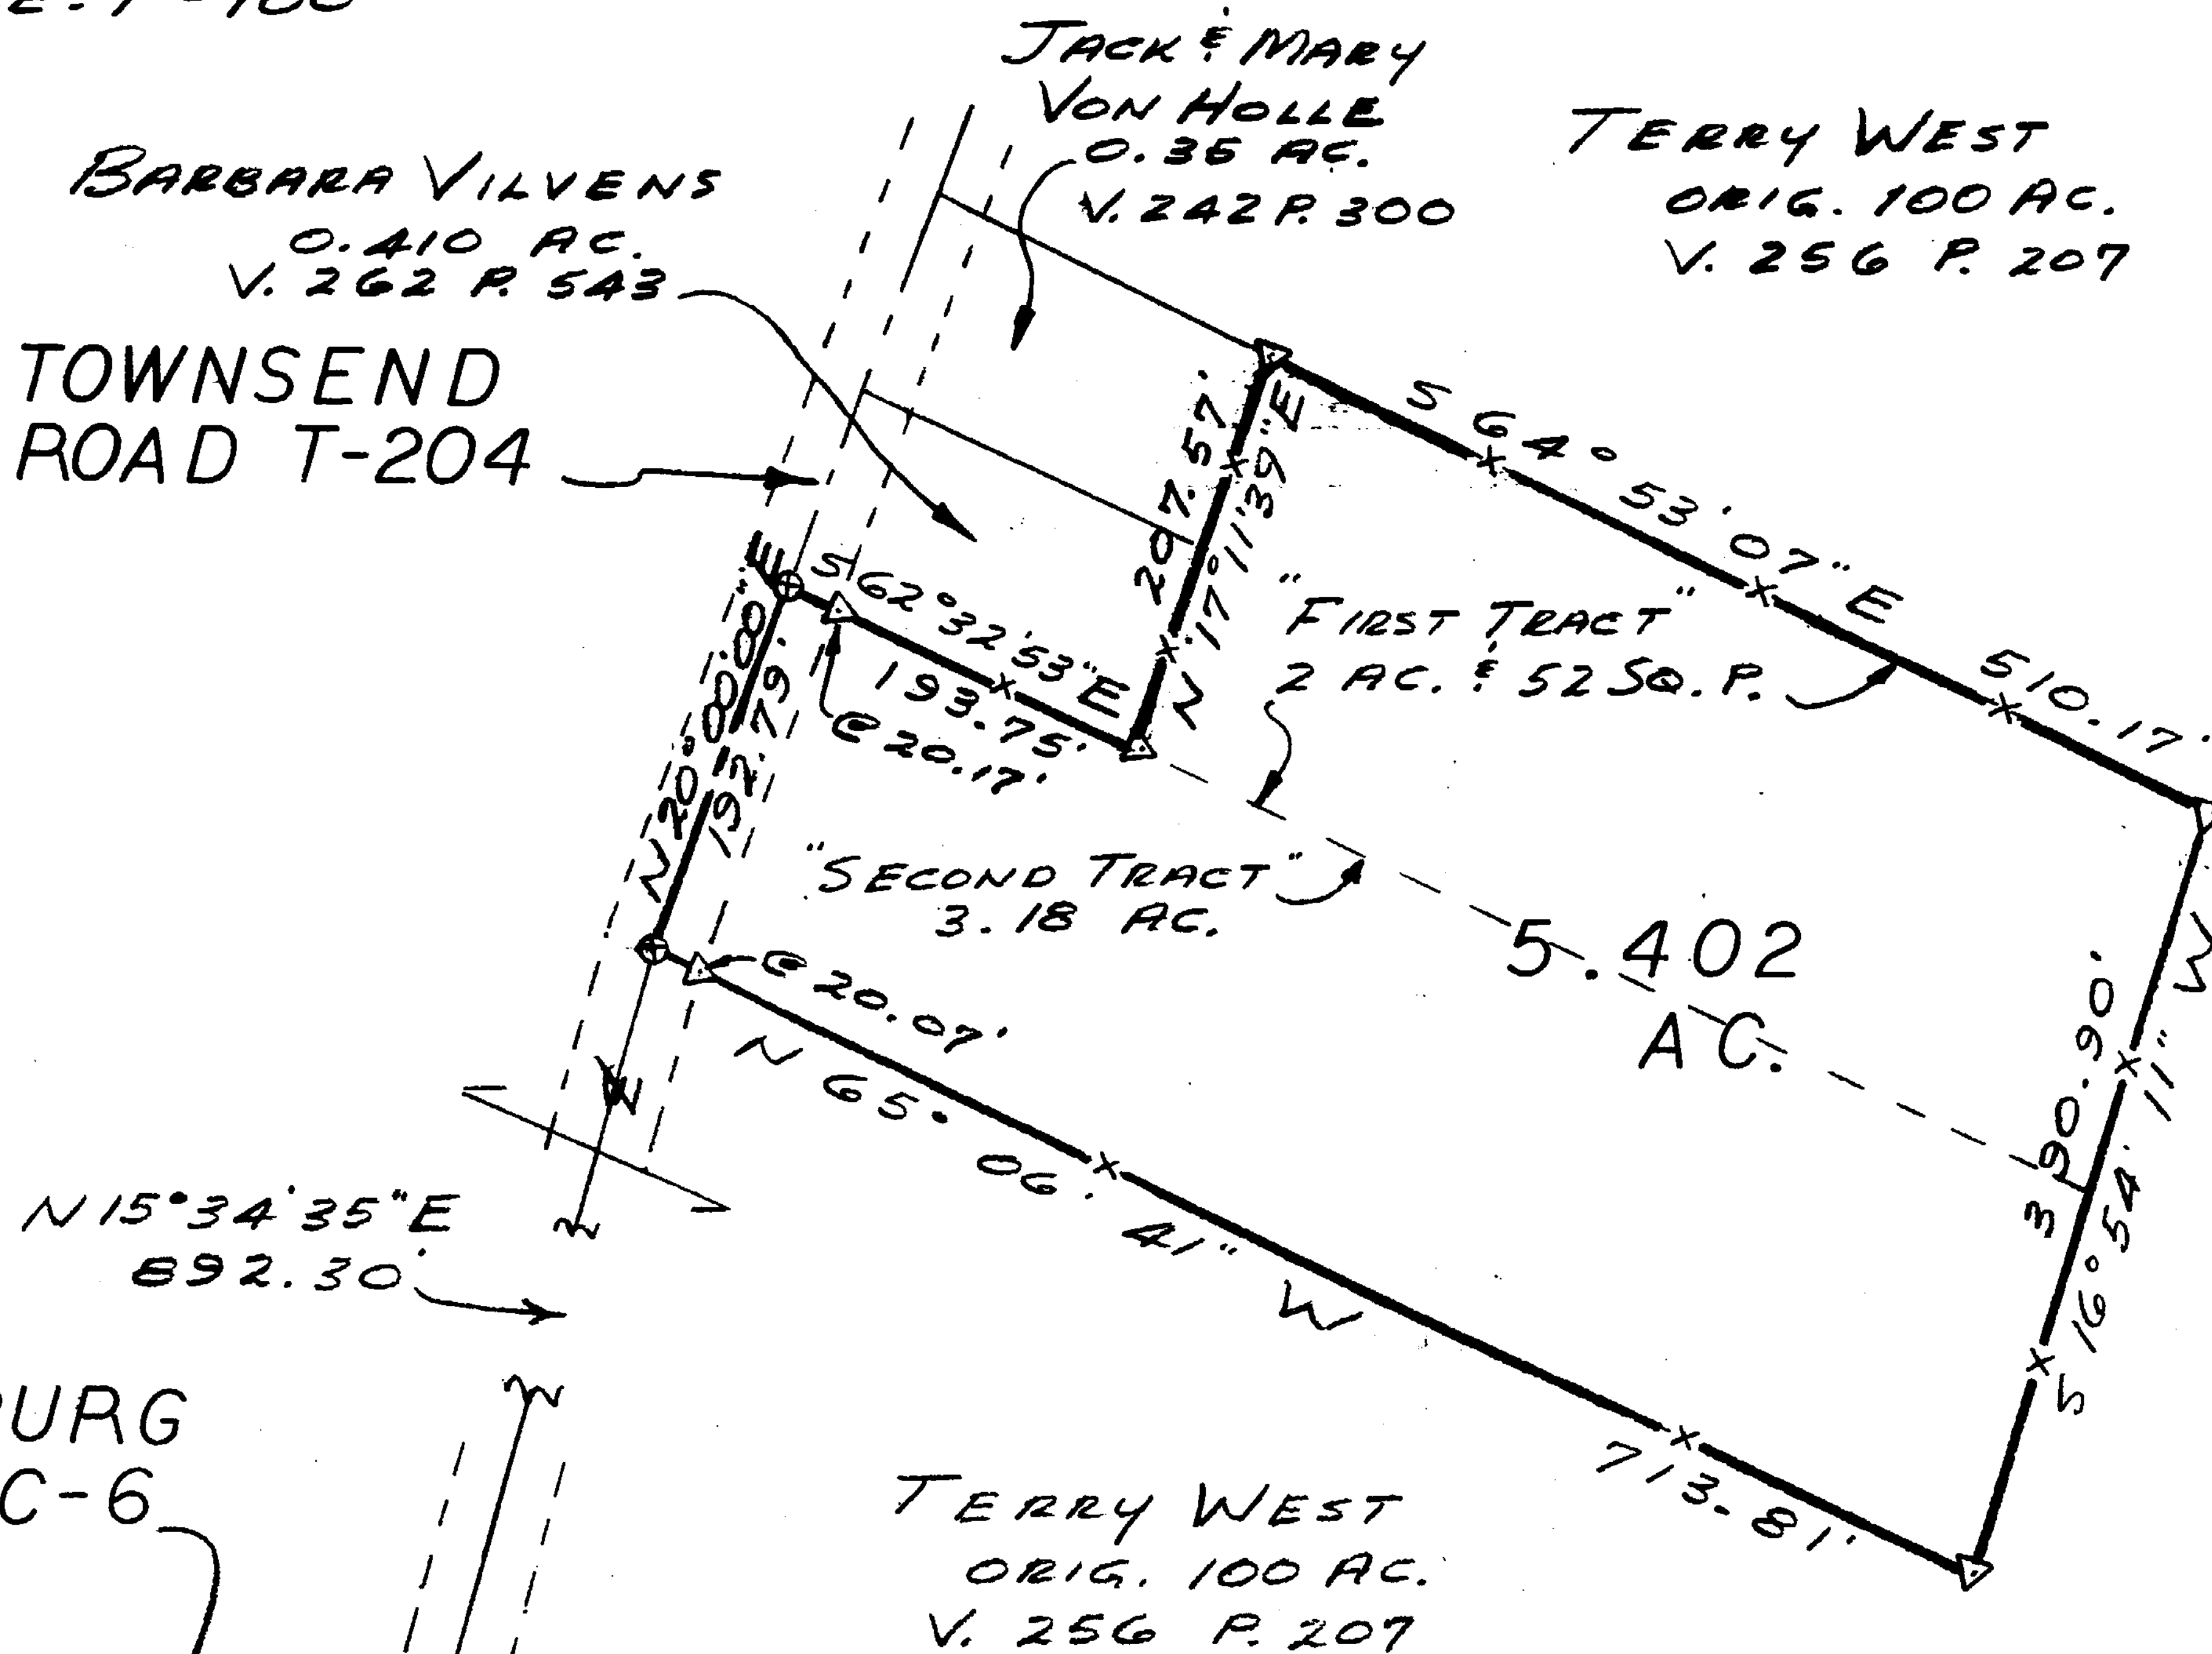 JACK & MARY
VON HOLLE
0.35 AC.
V. 242 P. 300
TERRY WEST
ORIG. 100 AC.
V. 256 P. 207
BARBARA VILVENS
0.410 AC.
V. 262 P. 543
TOWNSEND
ROAD T-204
S 64° 53' 07" E
510.17'
297.57'
N 17° 11' 39" E
S 62° 32' 53" E
193.75'
@ 20.17'
"FIRST TRACT"
2 AC. & 52 SQ. P.
N 20° 00' 00" E
192.79'
"SECOND TRACT"
3.18 AC.
5.402
AC.
@ 20.07'
N 65° 06' 41" W
713.81'
390.90'
S 16° 54' 11" W
N 15° 34' 35" E
892.30'
URG
C-6
TERRY WEST
ORIG. 100 AC.
V. 256 P. 207